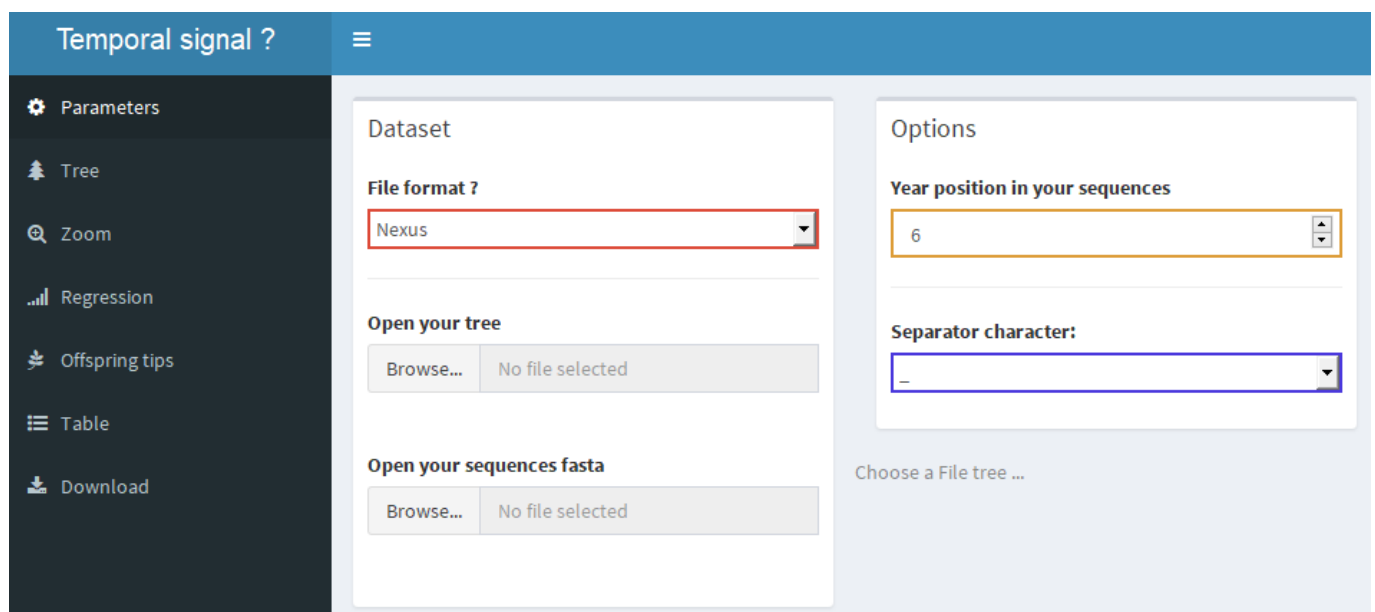 Temporal signal ?
Parameters
Tree
Zoom
Regression
Offspring tips
Table
Download
Dataset
File format ?
Nexus
Open your tree
Browse... No file selected
Open your sequences fasta
Browse... No file selected
Options
Year position in your sequences
6
Separator character:
_
Choose a File tree ...